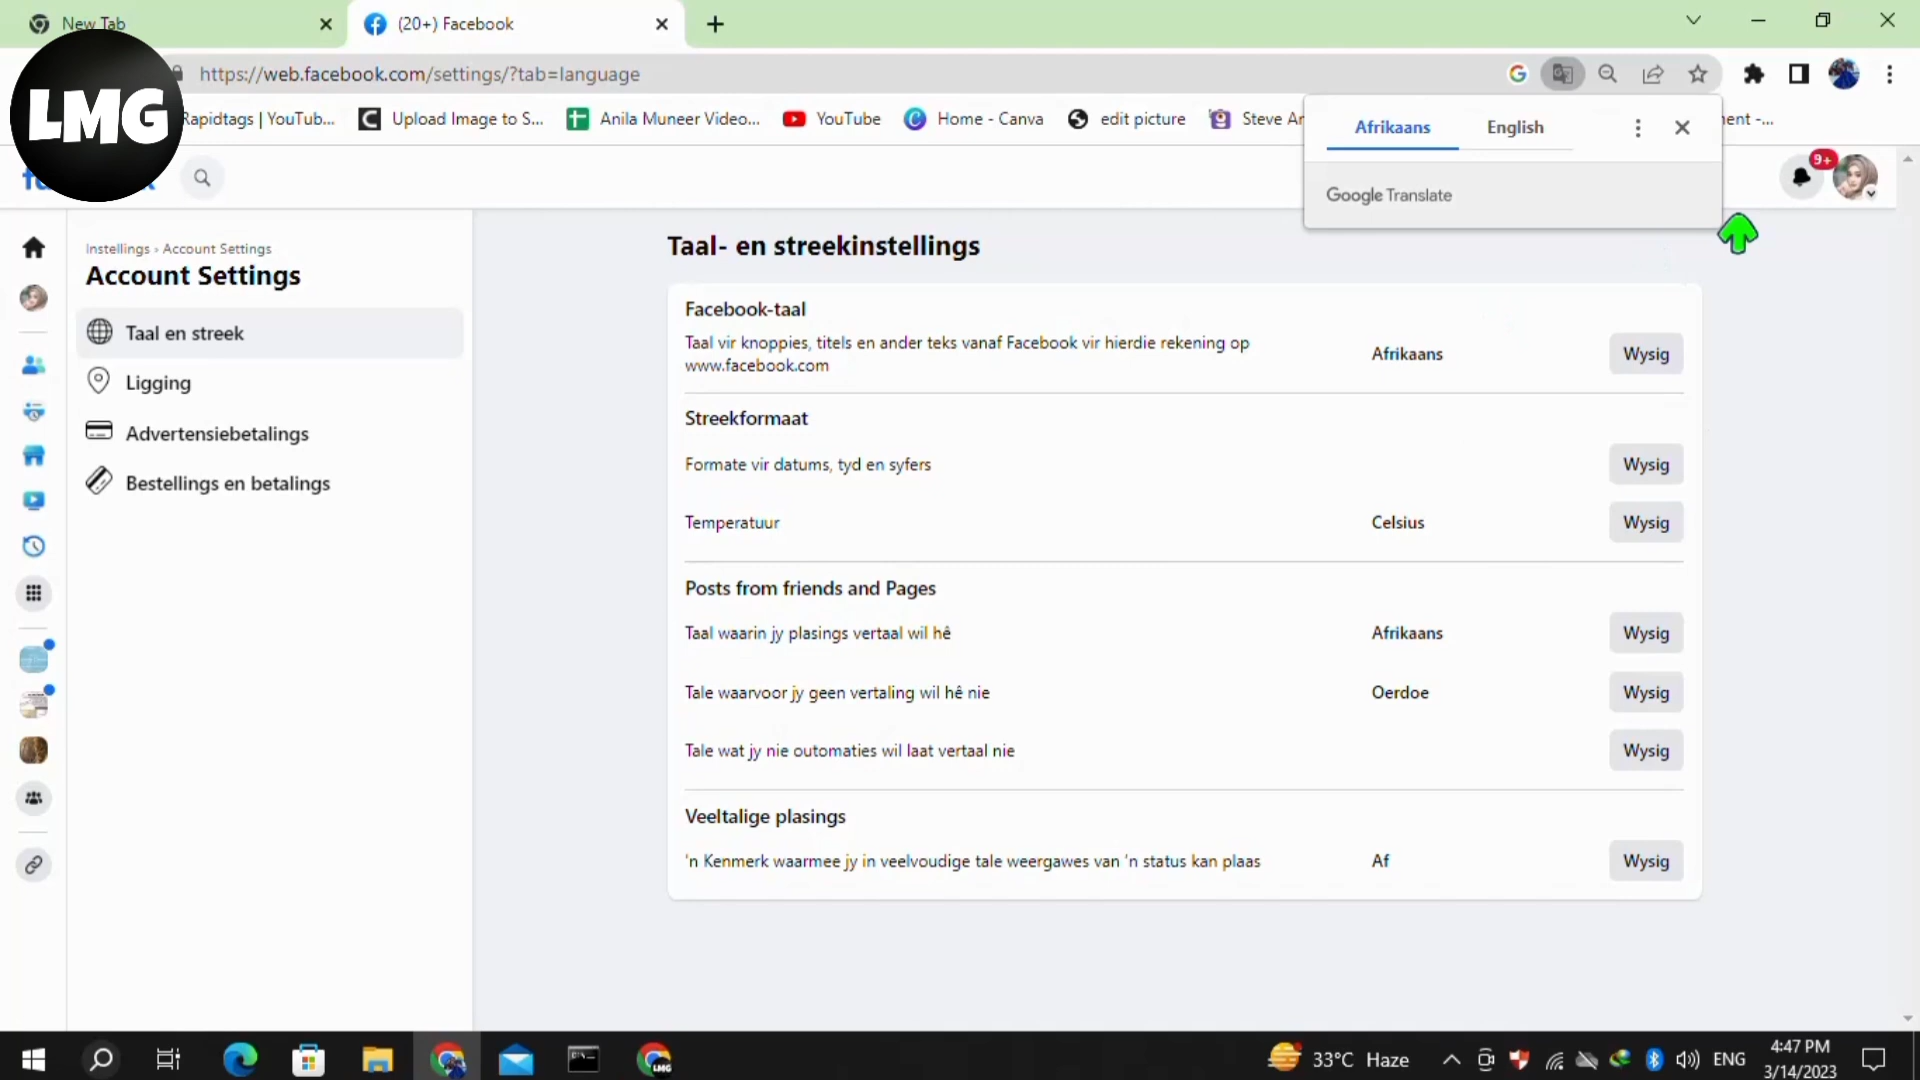 New Tab
(20+) Facebook
https://web.facebook.com/settings/?tab=language
LMG
Rapidtags | YouTub...
Upload Image to S...
Anila Muneer Video...
YouTube
Home - Canva
edit picture
Steve Ar
ent -...
Afrikaans
English
Google Translate
9+
Instellings › Account Settings
Account Settings
Taal en streek
Ligging
Advertensiebetalings
Bestellings en betalings
Taal- en streekinstellings
Facebook-taal
Taal vir knoppies, titels en ander teks vanaf Facebook vir hierdie rekening op
www.facebook.com
Afrikaans
Wysig
Streekformaat
Formate vir datums, tyd en syfers
Wysig
Temperatuur
Celsius
Wysig
Posts from friends and Pages
Taal waarin jy plasings vertaal wil hê
Afrikaans
Wysig
Tale waarvoor jy geen vertaling wil hê nie
Oerdoe
Wysig
Tale wat jy nie outomaties wil laat vertaal nie
Wysig
Veeltalige plasings
'n Kenmerk waarmee jy in veelvoudige tale weergawes van 'n status kan plaas
Af
Wysig
33°C Haze
ENG
4:47 PM
3/14/2023